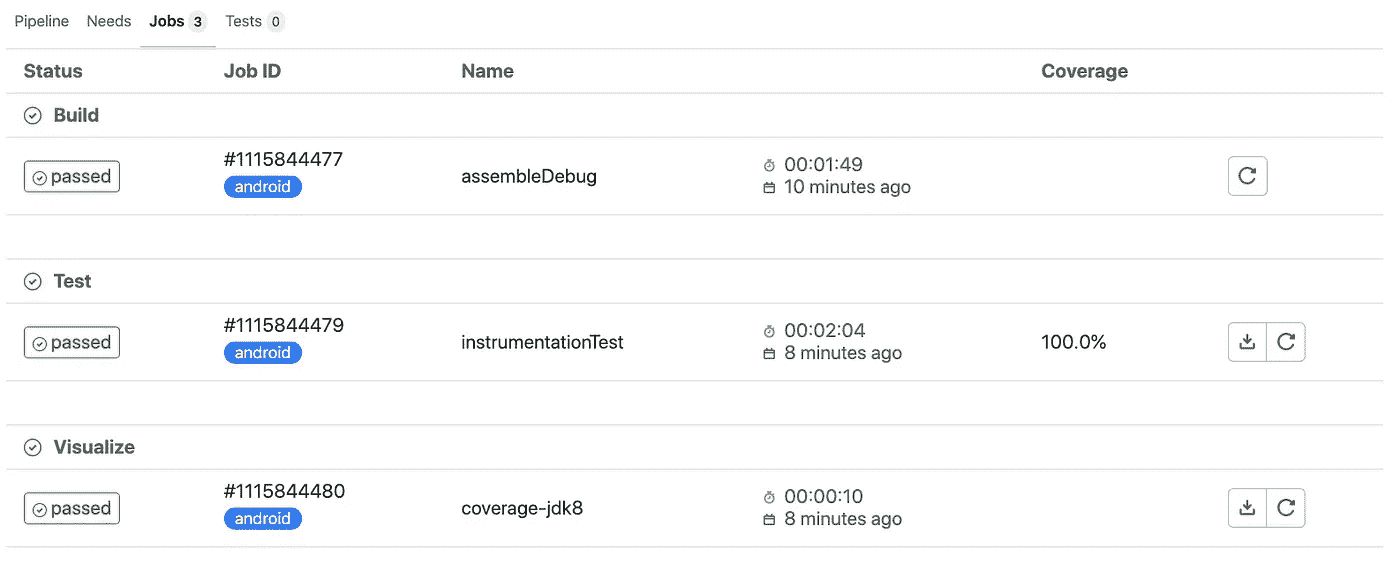 Pipeline Needs Jobs 3 Tests 0
Status Job ID Name Coverage
Build
passed #1115844477 android assembleDebug 00:01:49 10 minutes ago
Test
passed #1115844479 android instrumentationTest 00:02:04 8 minutes ago 100.0%
Visualize
passed #1115844480 android coverage-jdk8 00:00:10 8 minutes ago